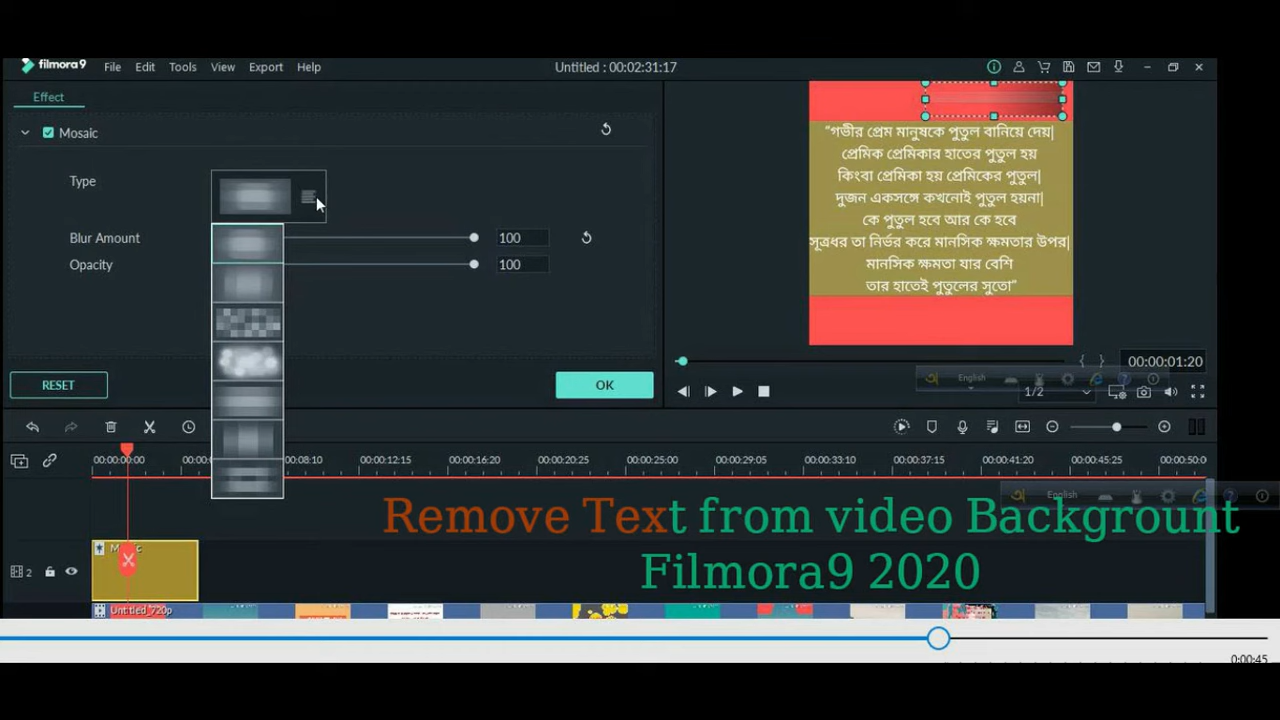 filmora9 File Edit Tools View Export Help Untitled : 00:02:31:17
Effect
Mosaic
Type
Blur Amount 100
Opacity 100
RESET OK
"গভীর প্রেম মানুষকে পুতুল বানিয়ে দেয়|
প্রেমিক প্রেমিকার হাতের পুতুল হয়
কিংবা প্রেমিকা হয় প্রেমিকের পুতুল|
দুজন একসঙ্গে কখনোই পুতুল হয়না|
কে পুতুল হবে আর কে হবে
সূত্রধর তা নির্ভর করে মানসিক ক্ষমতার উপর|
মানসিক ক্ষমতা যার বেশি
তার হাতেই পুতুলের সুতো"
00:00:01:20
English
1/2
00:00:00:00 00:00:08:10 00:00:12:15 00:00:16:20 00:00:20:25 00:00:25:00 00:00:29:05 00:00:33:10 00:00:37:15 00:00:41:20 00:00:45:25 00:00:50:0
English
Remove Text from video Backgrount
Filmora9 2020
2
Untitled_720p
0:00:45